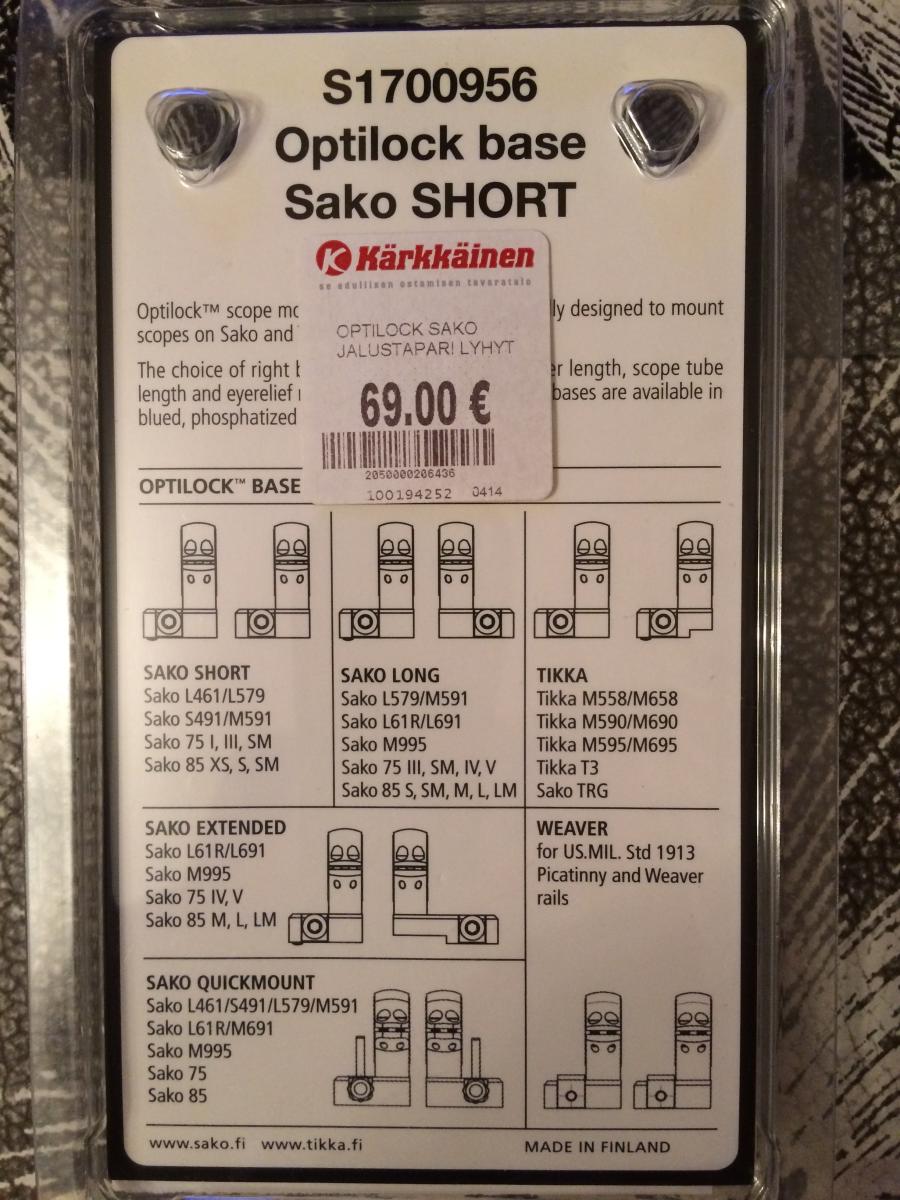 S1700956
Optilock base
Sako SHORT
Kärkkäinen
se edullisen ostamisen tavaratalo
OPTILOCK SAKO
JALUSTAPARI LYHYT
69.00 €
2050000206436
100194252 0414
Optilock™ scope ly designed to mount
scopes on Sako and
The choice of right length, scope tube
length and eyerelief bases are available in
blued, phosphatized
OPTILOCK™ BASE
SAKO SHORT
Sako L461/L579
Sako S491/M591
Sako 75 I, III, SM
Sako 85 XS, S, SM
SAKO LONG
Sako L579/M591
Sako L61R/L691
Sako M995
Sako 75 III, SM, IV, V
Sako 85 S, SM, M, L, LM
TIKKA
Tikka M558/M658
Tikka M590/M690
Tikka M595/M695
Tikka T3
Sako TRG
SAKO EXTENDED
Sako L61R/L691
Sako M995
Sako 75 IV, V
Sako 85 M, L, LM
WEAVER
for US.MIL. Std 1913
Picatinny and Weaver
rails
SAKO QUICKMOUNT
Sako L461/S491/L579/M591
Sako L61R/M691
Sako M995
Sako 75
Sako 85
www.sako.fi www.tikka.fi
MADE IN FINLAND